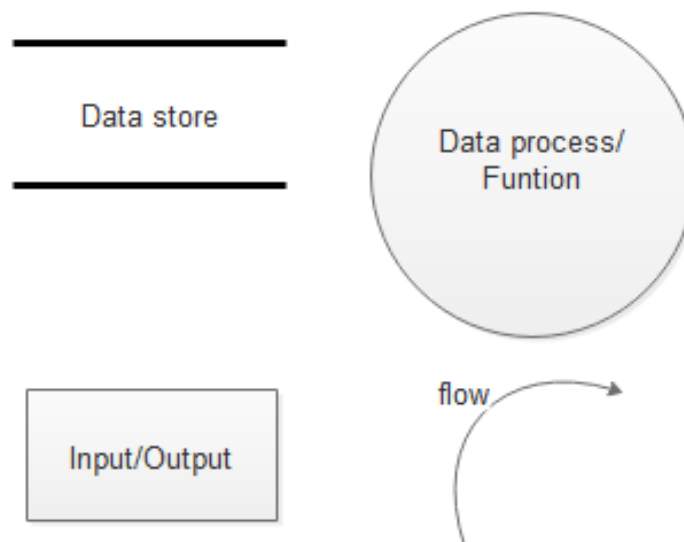 Data store
Data process/
Funtion
flow
Input/Output